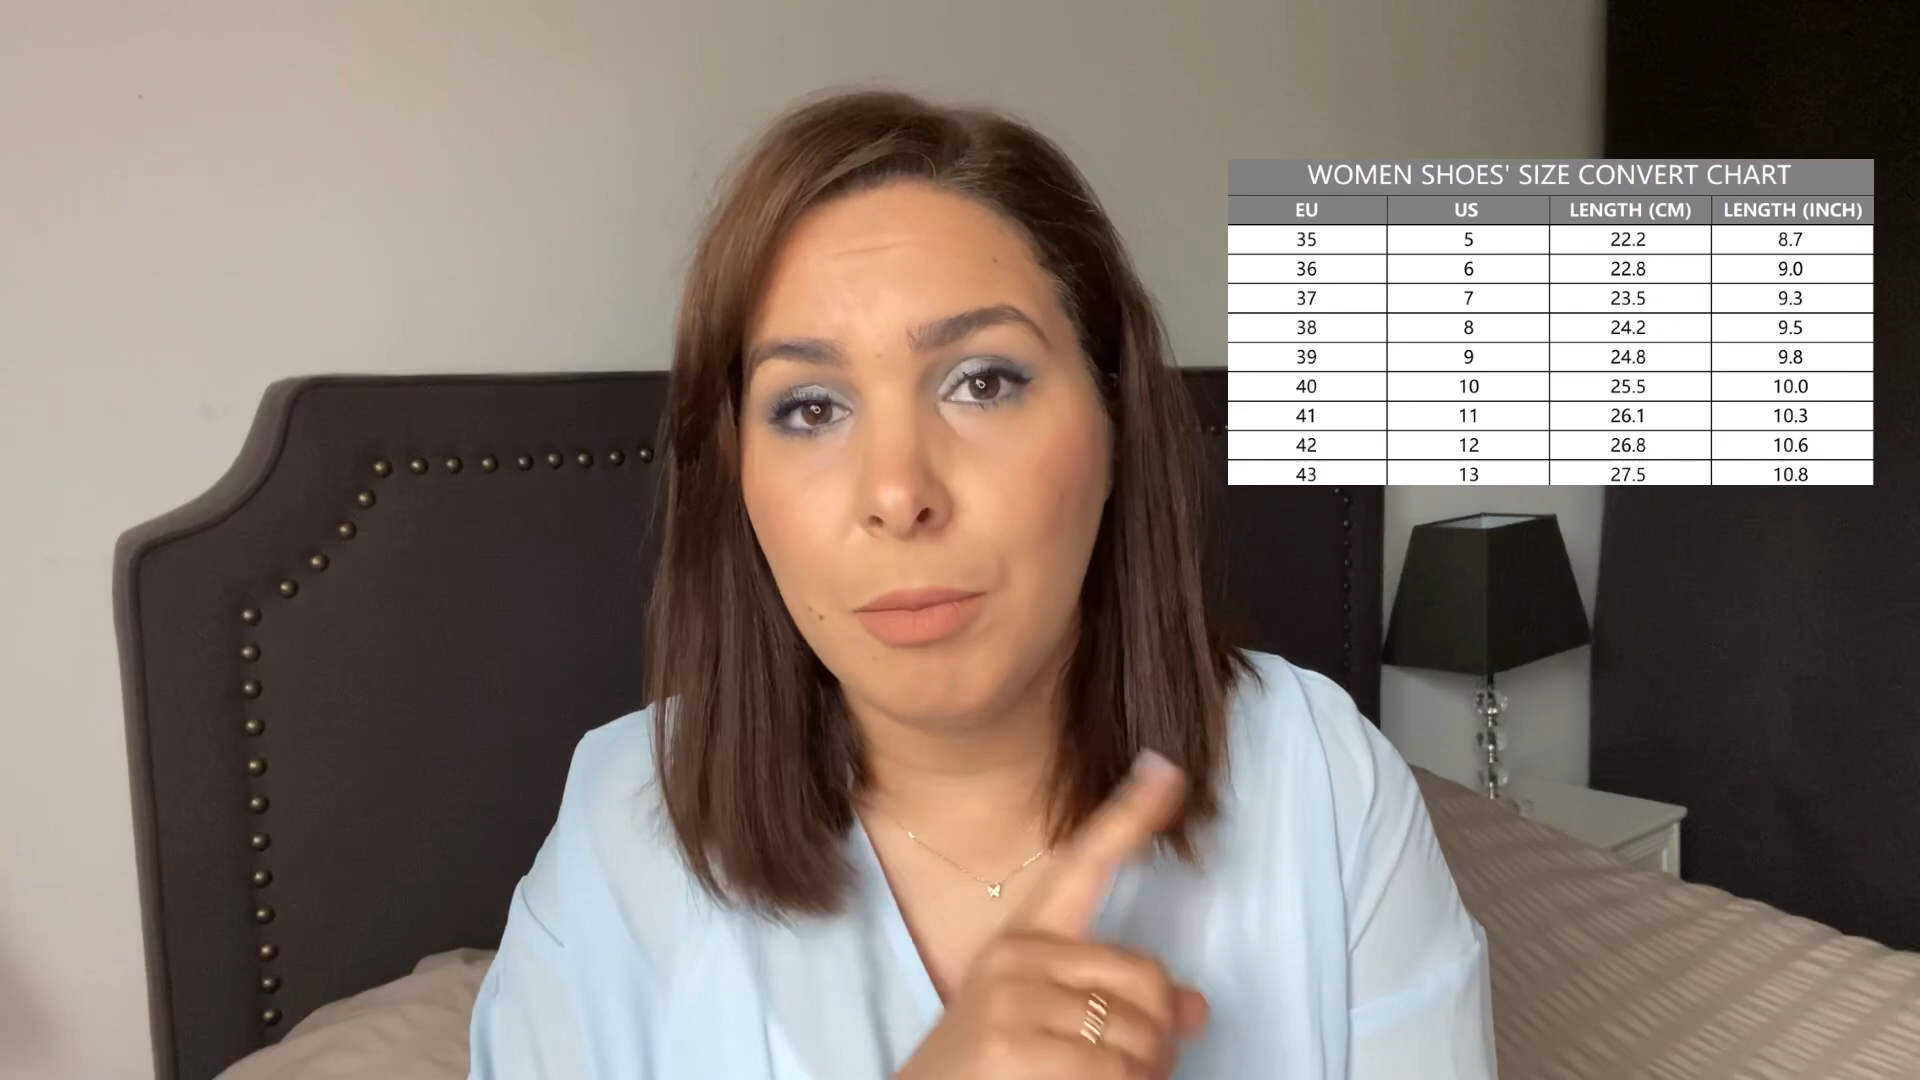 WOMEN SHOES' SIZE CONVERT CHART
EU US LENGTH (CM) LENGTH (INCH)
35 5 22.2 8.7
36 6 22.8 9.0
37 7 23.5 9.3
38 8 24.2 9.5
39 9 24.8 9.8
40 10 25.5 10.0
41 11 26.1 10.3
42 12 26.8 10.6
43 13 27.5 10.8